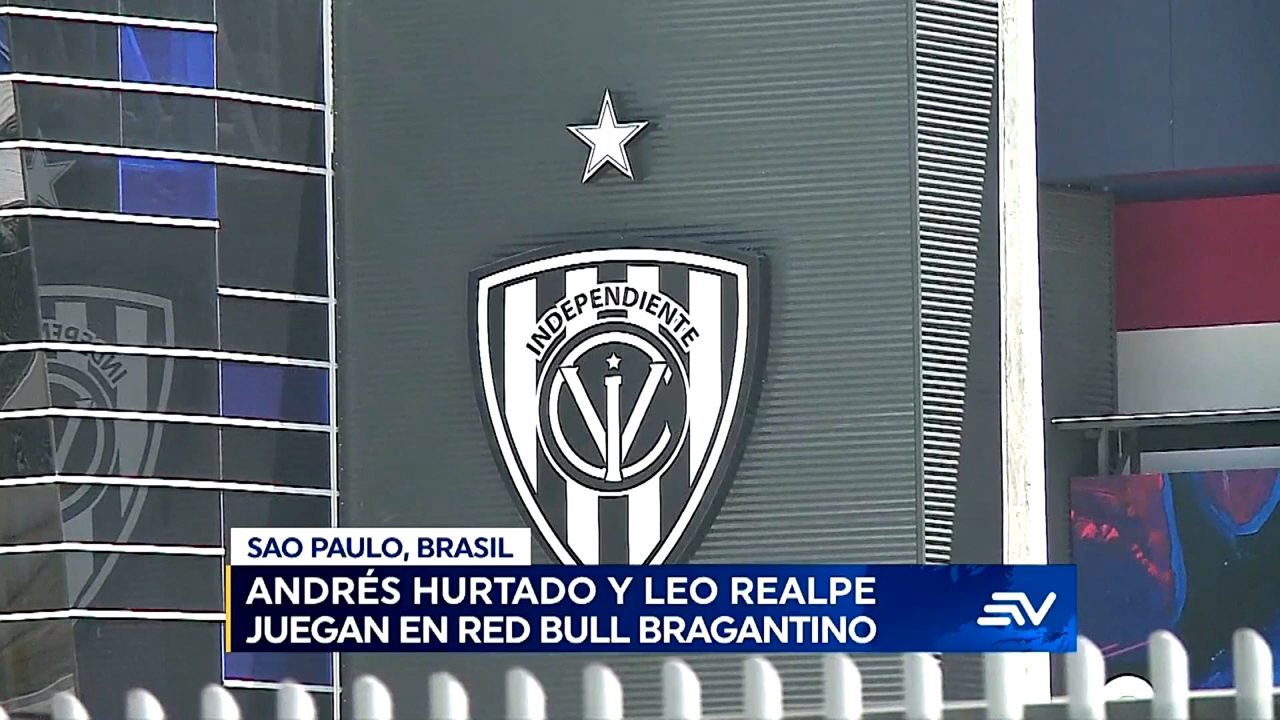 INDEPENDIENTE
SAO PAULO, BRASIL
ANDRÉS HURTADO Y LEO REALPE
JUEGAN EN RED BULL BRAGANTINO